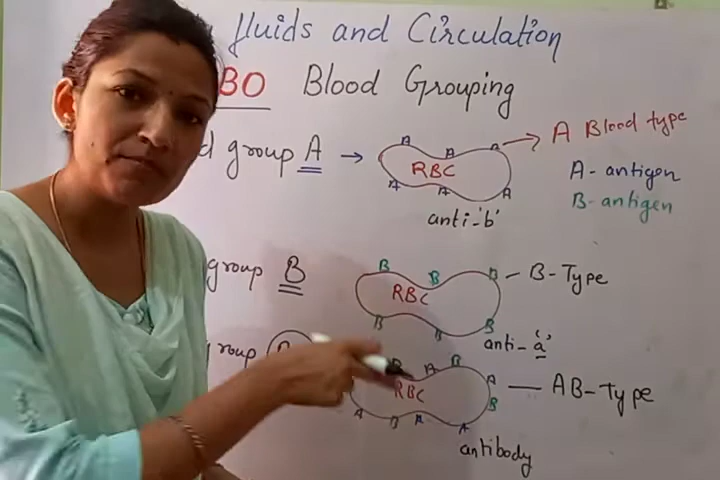 fluids and Circulation
BO Blood Grouping
d group A → A A A → A Blood type
RBC
A A A
anti-'b'
A - antigen
B - antigen
group B B B B - B-Type
RBC
B B B
anti-'a'
group
B A B A — AB-Type
RBC
B
A B A A
antibody